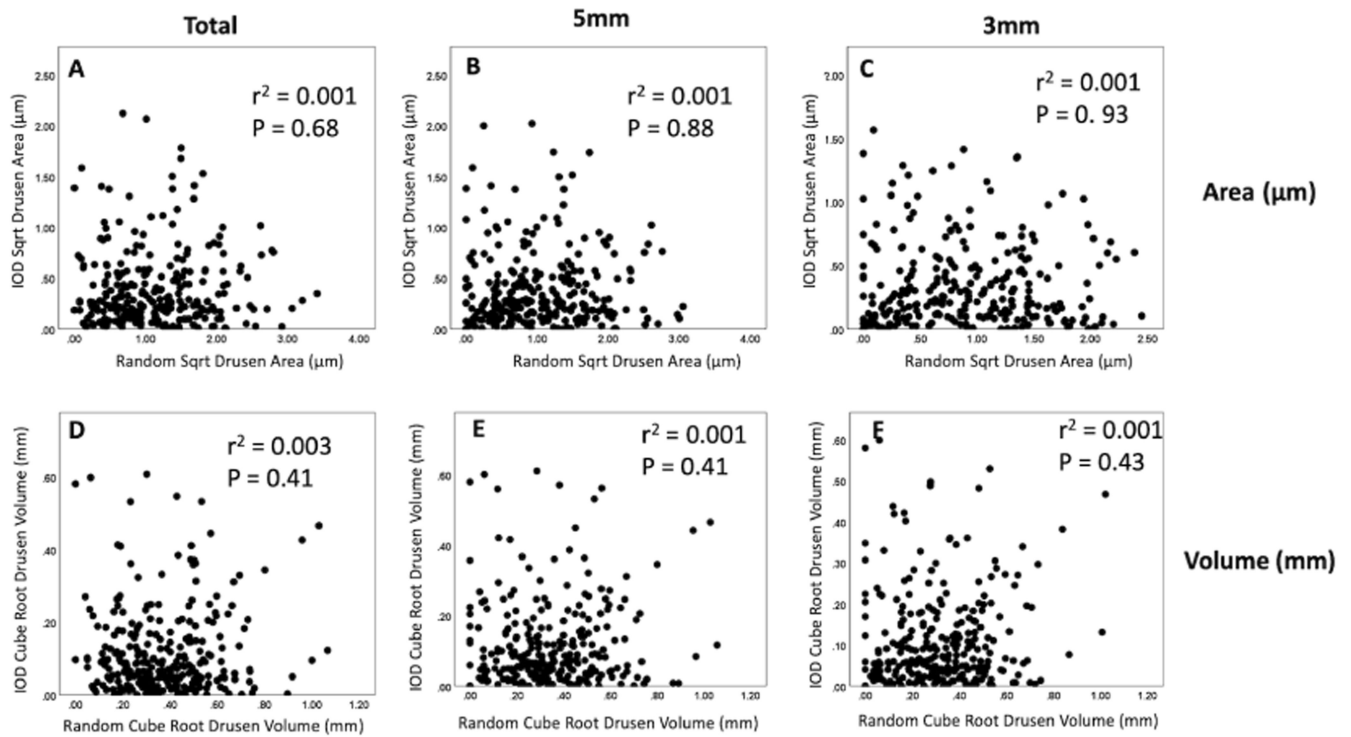 Total
5mm
3mm
A
r² = 0.001
P = 0.68
IOD Sqrt Drusen Area (μm)
2.50
2.00
1.50
1.00
.50
.00
.00 1.00 2.00 3.00 4.00
Random Sqrt Drusen Area (μm)
B
r² = 0.001
P = 0.88
IOD Sqrt Drusen Area (μm)
2.50
2.00
1.50
1.00
.50
.00
.00 1.00 2.00 3.00 4.00
Random Sqrt Drusen Area (μm)
C
r² = 0.001
P = 0. 93
IOD Sqrt Drusen Area (μm)
2.00
1.50
1.00
.50
.00
.00 .50 1.00 1.50 2.00 2.50
Random Sqrt Drusen Area (μm)
Area (μm)
D
r² = 0.003
P = 0.41
IOD Cube Root Drusen Volume (mm)
.60
.40
.20
.00
.00 .20 .40 .60 .80 1.00 1.20
Random Cube Root Drusen Volume (mm)
E
r² = 0.001
P = 0.41
IOD Cube Root Drusen Volume (mm)
.60
.40
.20
.00
.00 .20 .40 .60 .80 1.00 1.20
Random Cube Root Drusen Volume (mm)
F
r² = 0.001
P = 0.43
IOD Cube Root Drusen Volume (mm)
.60
.50
.40
.30
.20
.10
.00
.00 .20 .40 .60 .80 1.00 1.20
Random Cube Root Drusen Volume (mm)
Volume (mm)